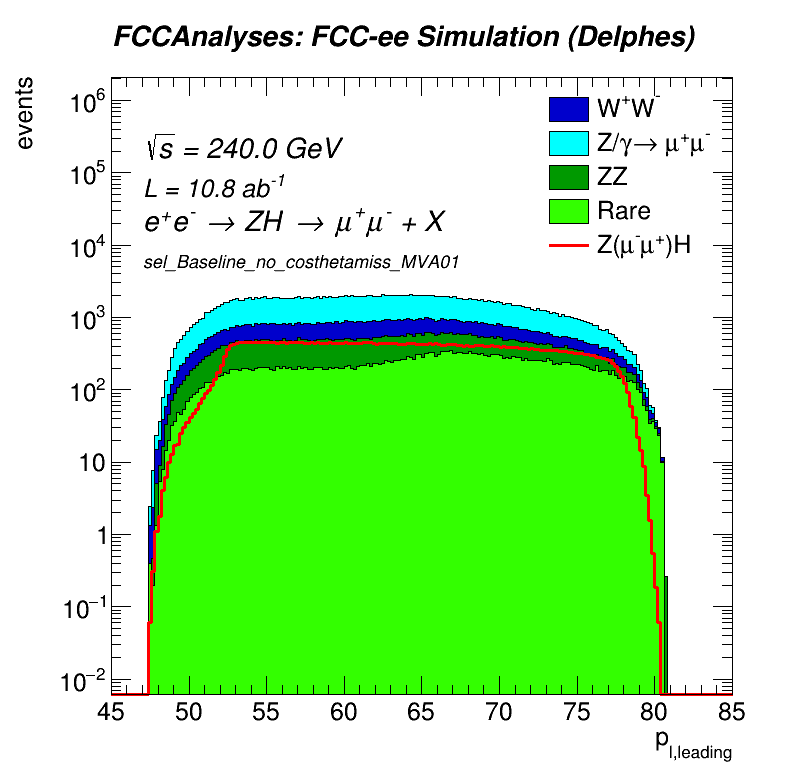 FCCAnalyses: FCC-ee Simulation (Delphes)
events
√s = 240.0 GeV
L = 10.8 ab⁻¹
e⁺e⁻ → ZH → μ⁺μ⁻ + X
sel_Baseline_no_costhetamiss_MVA01
W⁺W⁻
Z/γ→ μ⁺μ⁻
ZZ
Rare
Z(μ⁻μ⁺)H
10⁶
10⁵
10⁴
10³
10²
10
1
10⁻¹
10⁻²
45 50 55 60 65 70 75 80 85
p_l,leading